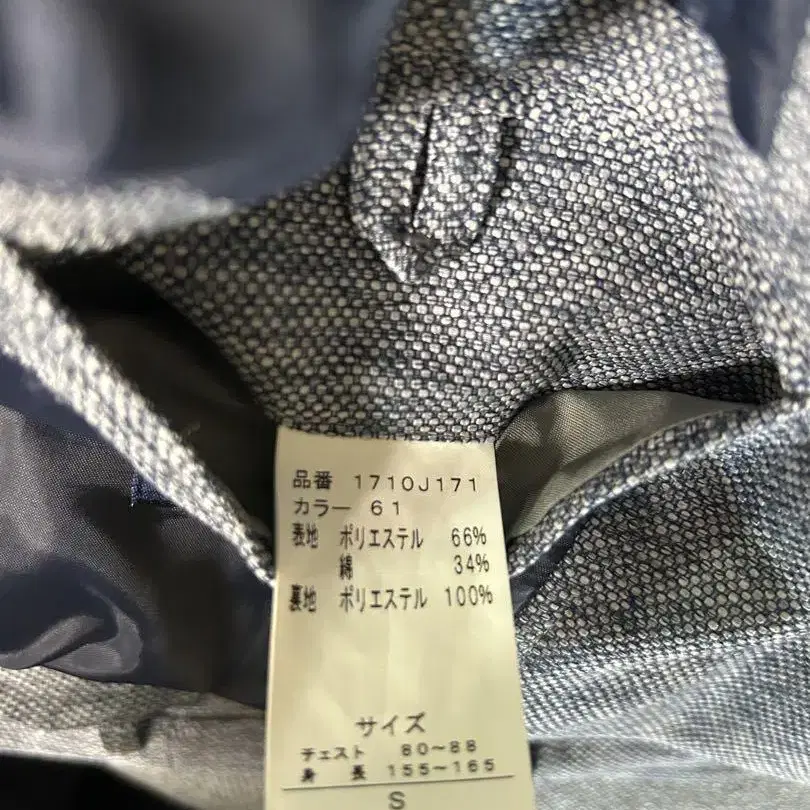 品番 1710J171
カラー 61
表地 ポリエステル 66%
綿 34%
裏地 ポリエステル 100%
サイズ
チェスト 80～88
身長 155～165
S